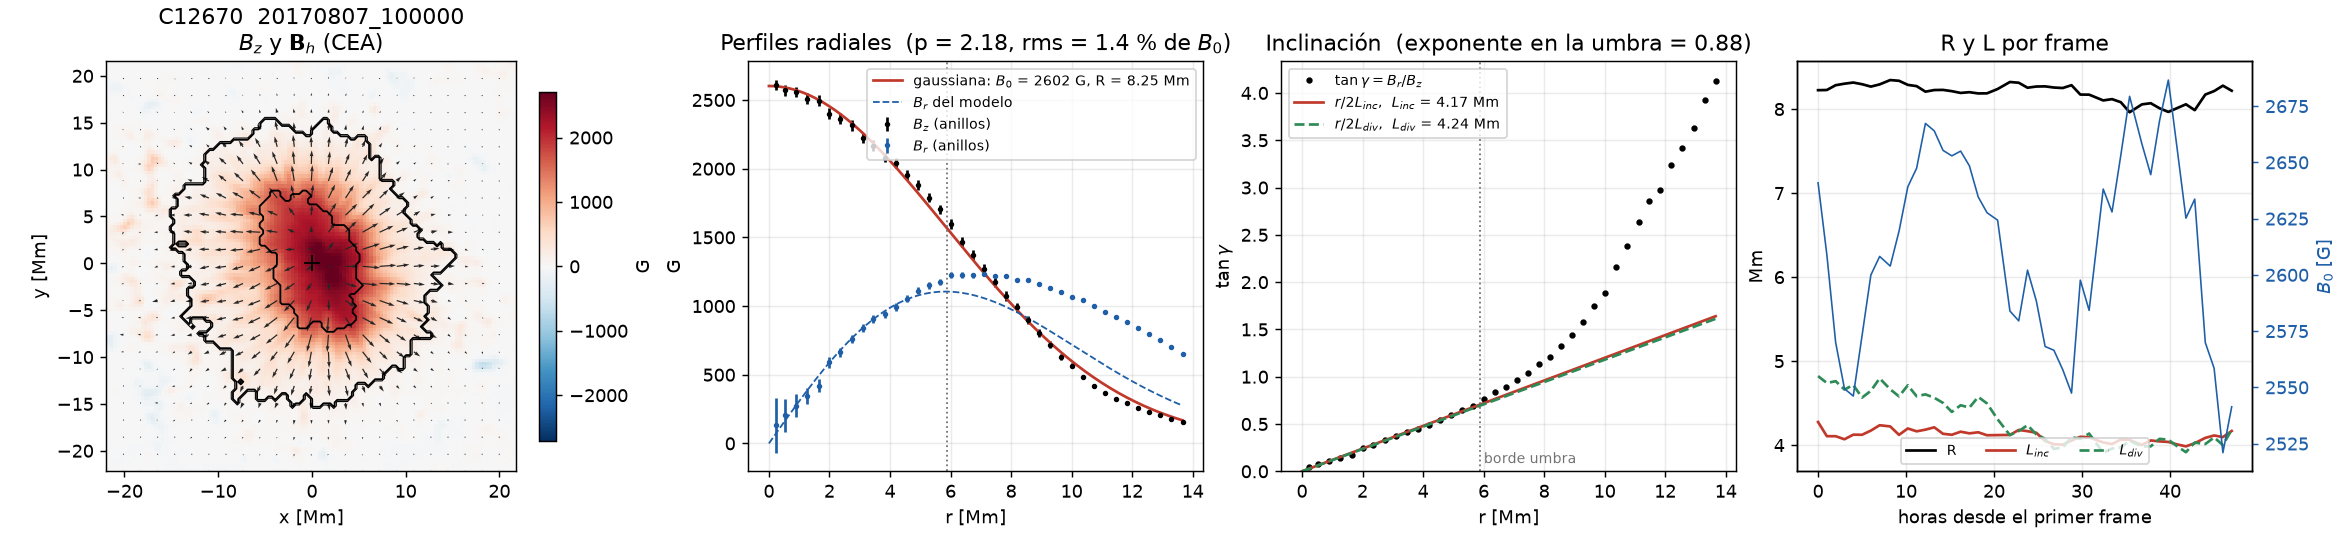 C12670  20170807_100000
B_z y B_h (CEA)
y [Mm]
20
15
10
5
0
−5
−10
−15
−20
−20
−10
0
10
20
x [Mm]
2000
1000
0
−1000
−2000
G
Perfiles radiales  (p = 2.18, rms = 1.4 % de B_0)
gaussiana: B_0 = 2602 G, R = 8.25 Mm
B_r del modelo
B_z (anillos)
B_r (anillos)
G
2500
2000
1500
1000
500
0
0
2
4
6
8
10
12
14
r [Mm]
Inclinación  (exponente en la umbra = 0.88)
tan γ = B_r/B_z
r/2L_inc,  L_inc = 4.17 Mm
r/2L_div,  L_div = 4.24 Mm
borde umbra
tan γ
4.0
3.5
3.0
2.5
2.0
1.5
1.0
0.5
0.0
0
2
4
6
8
10
12
14
r [Mm]
R y L por frame
Mm
8
7
6
5
4
R
L_inc
L_div
0
10
20
30
40
horas desde el primer frame
2675
2650
2625
2600
2575
2550
2525
B_0 [G]